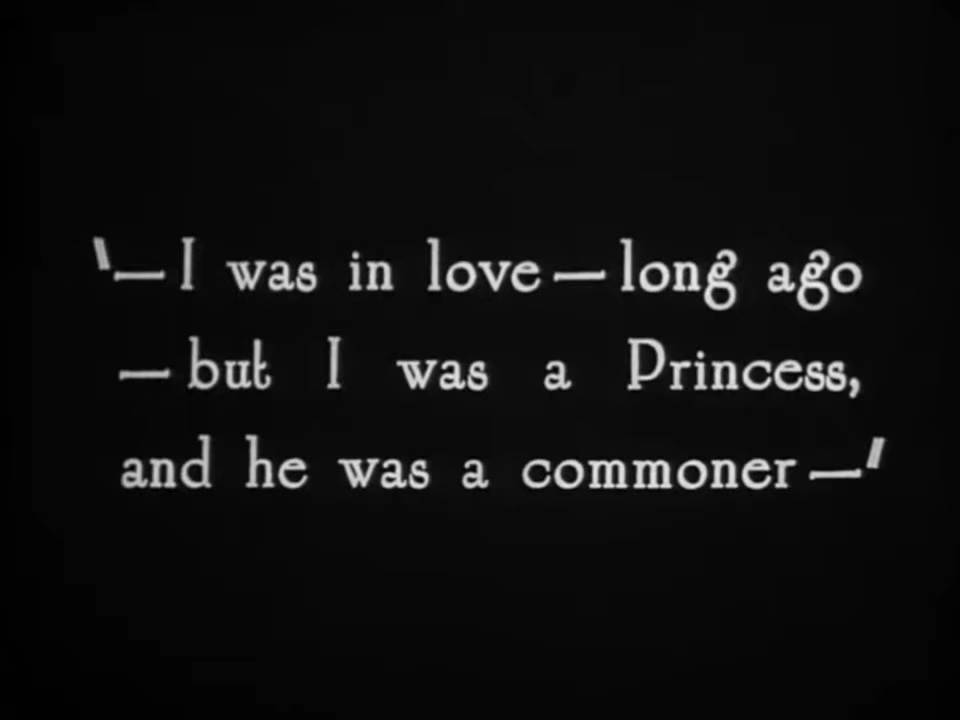 "—I was in love—long ago
—but I was a Princess,
and he was a commoner—"